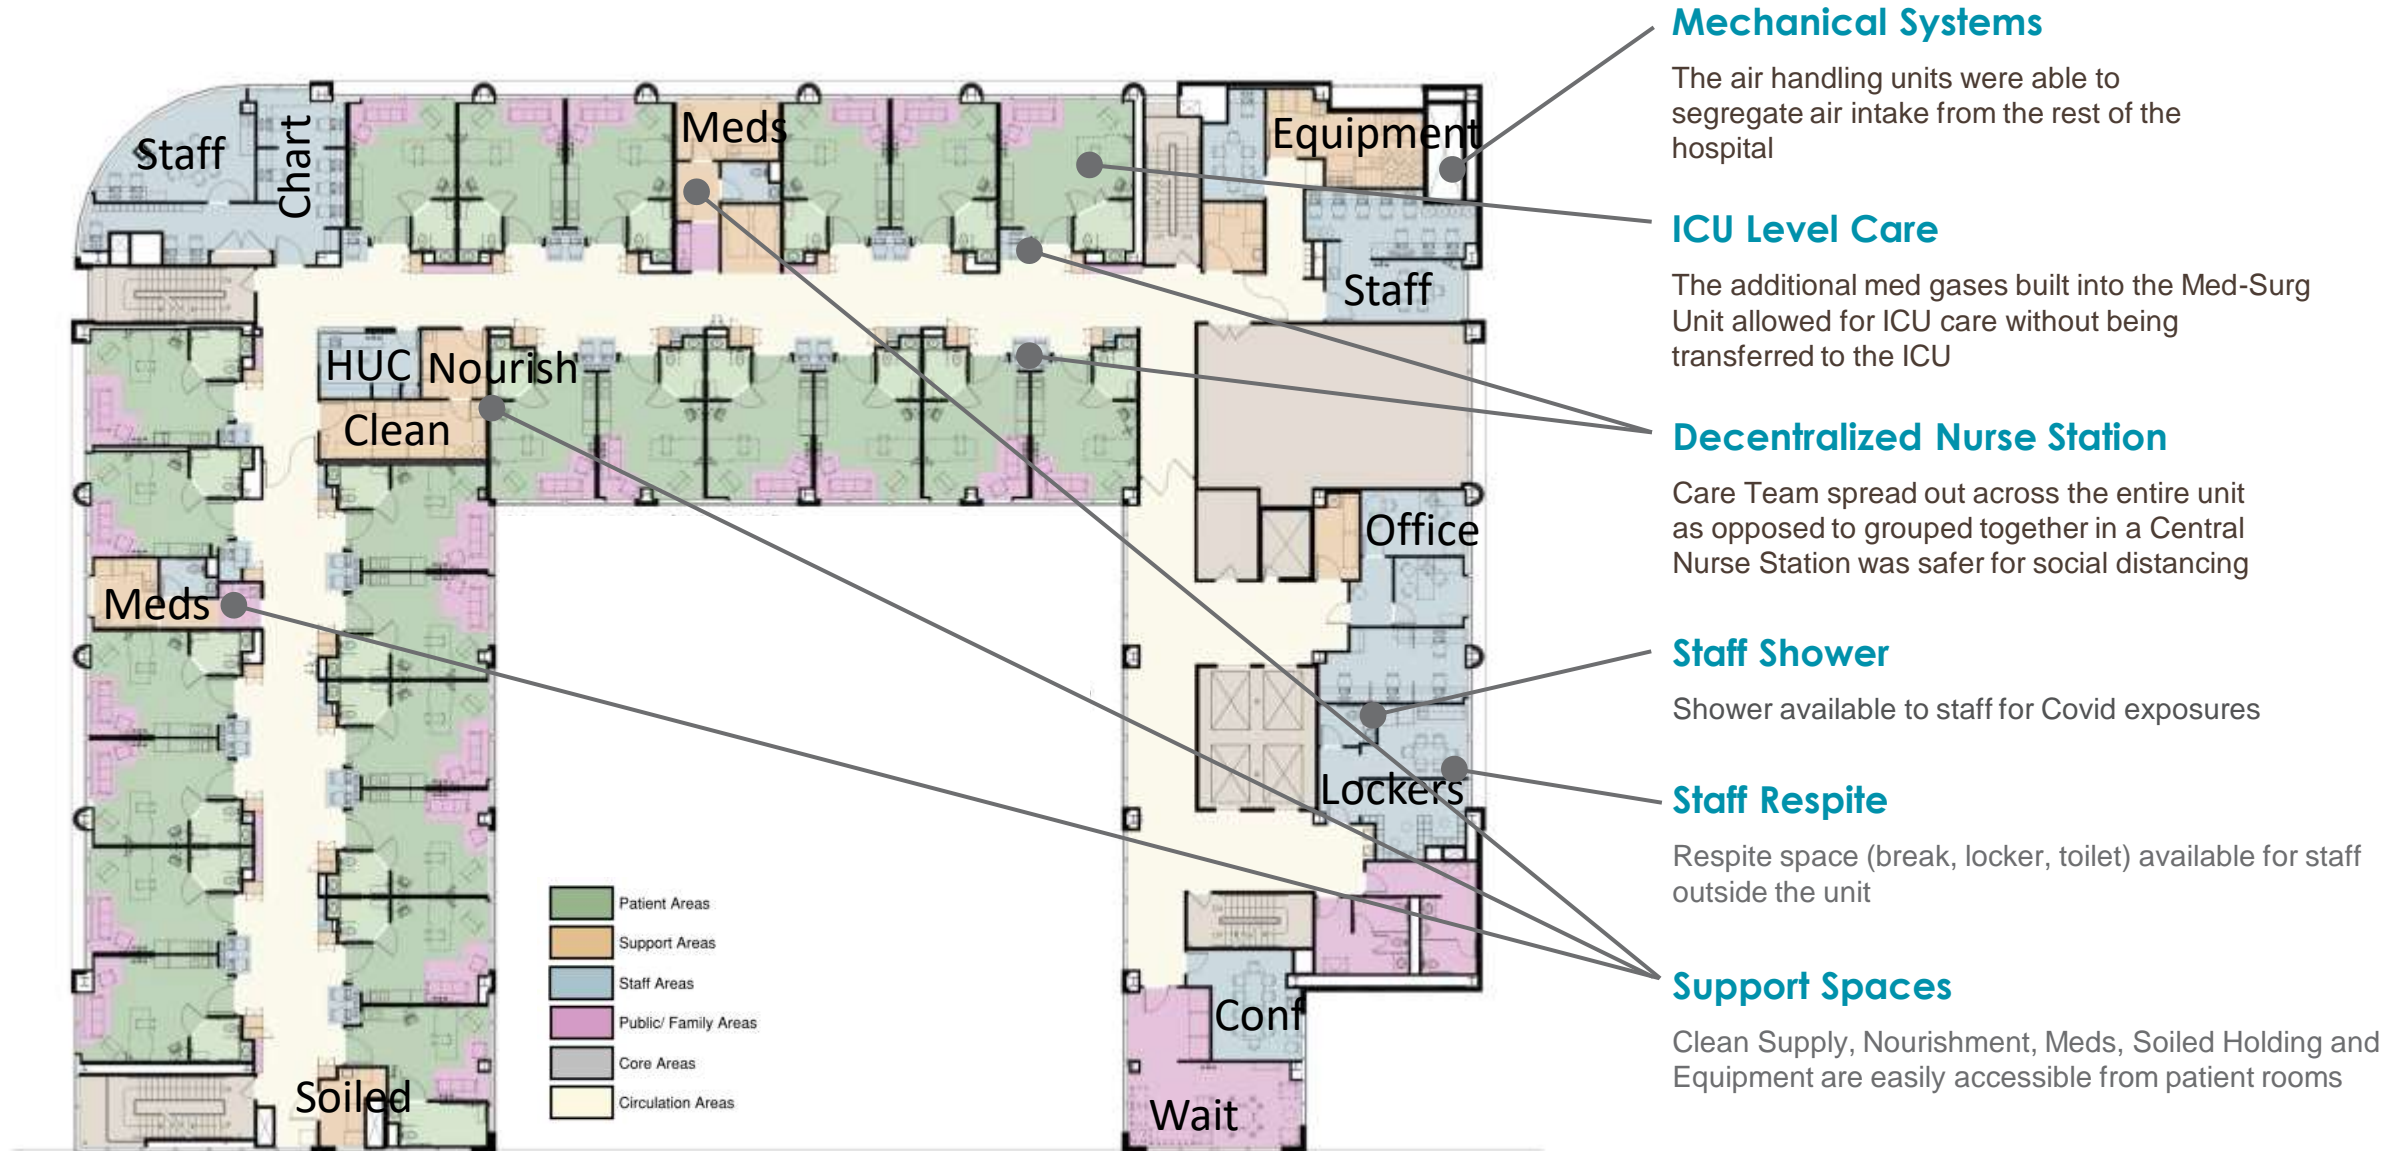 Mechanical Systems
The air handling units were able to
segregate air intake from the rest of the
hospital
ICU Level Care
The additional med gases built into the Med-Surg
Unit allowed for ICU care without being
transferred to the ICU
Decentralized Nurse Station
Care Team spread out across the entire unit
as opposed to grouped together in a Central
Nurse Station was safer for social distancing
Staff Shower
Shower available to staff for Covid exposures
Staff Respite
Respite space (break, locker, toilet) available for staff
outside the unit
Support Spaces
Clean Supply, Nourishment, Meds, Soiled Holding and
Equipment are easily accessible from patient rooms
Staff
Chart
Meds
Equipment
Staff
HUC
Nourish
Clean
Office
Meds
Lockers
Conf
Soiled
Wait
Patient Areas
Support Areas
Staff Areas
Public/ Family Areas
Core Areas
Circulation Areas